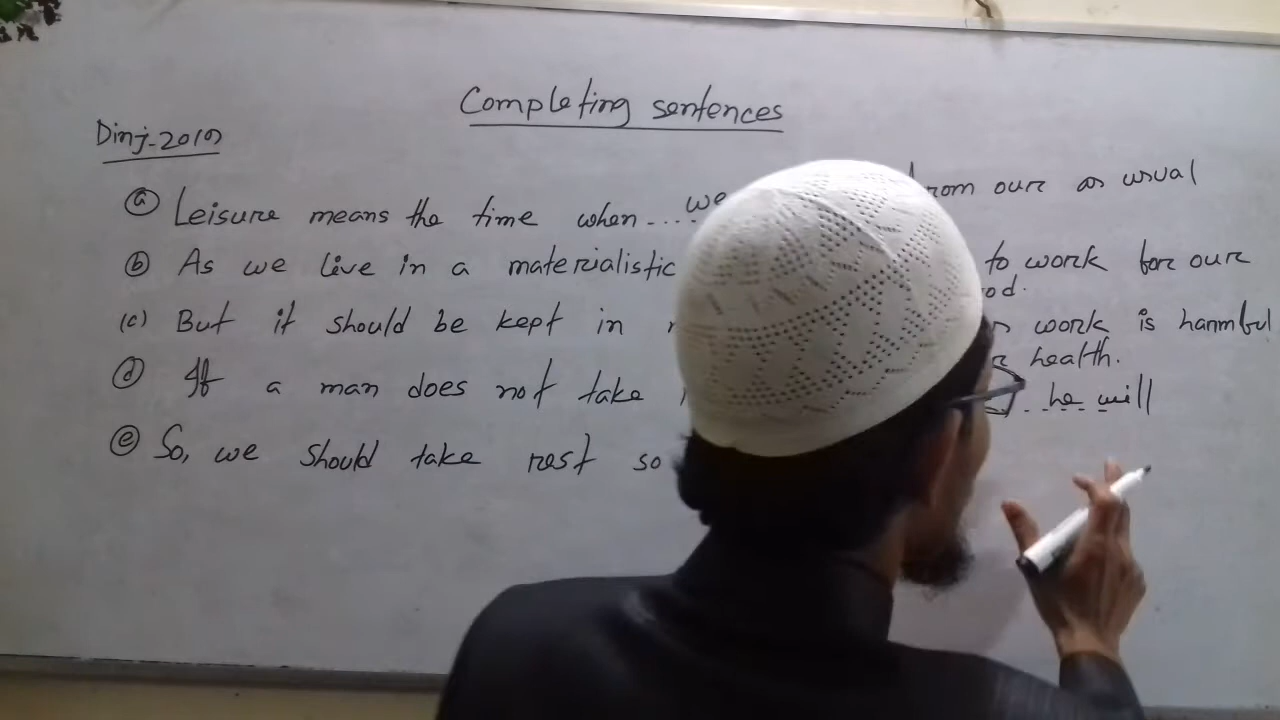 Completing sentences
Dinj-2019
(a) Leisure means the time when .... we from our as usual
(b) As we live in a materialistic to work for our
(c) But it should be kept in work is harmful
health.
(d) If a man does not take ... he will
(e) So, we should take rest so